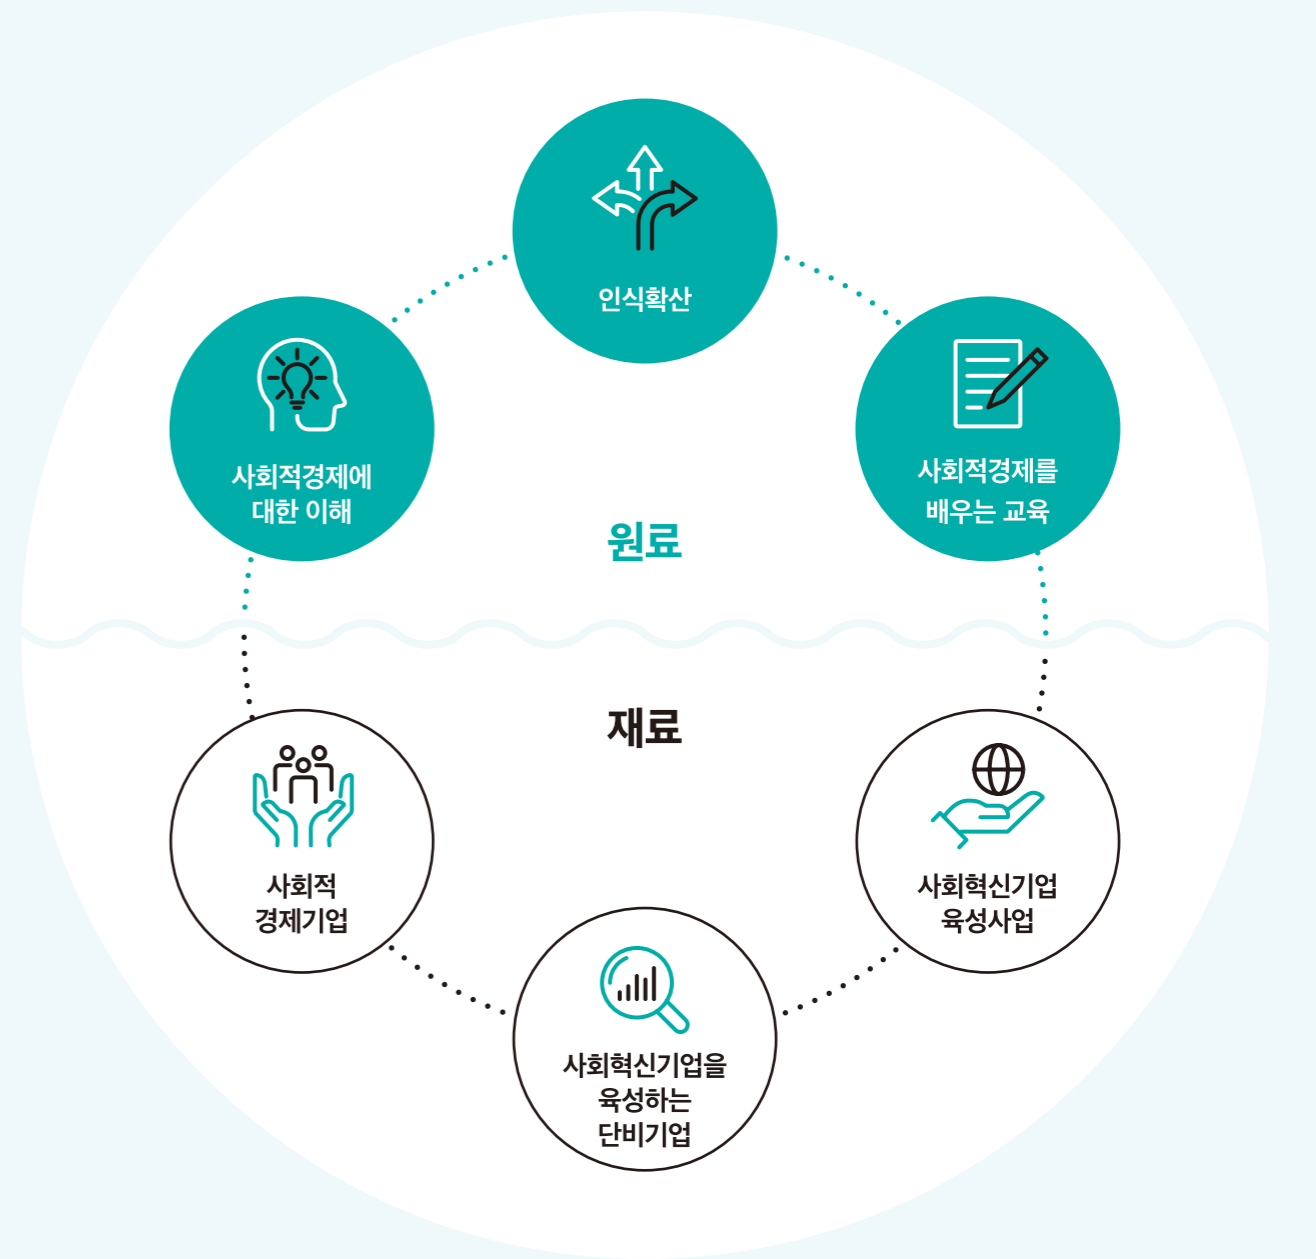 인식확산
사회적경제에
대한 이해
사회적경제를
배우는 교육
원료
재료
사회적
경제기업
사회혁신기업
육성사업
사회혁신기업을
육성하는
단비기업